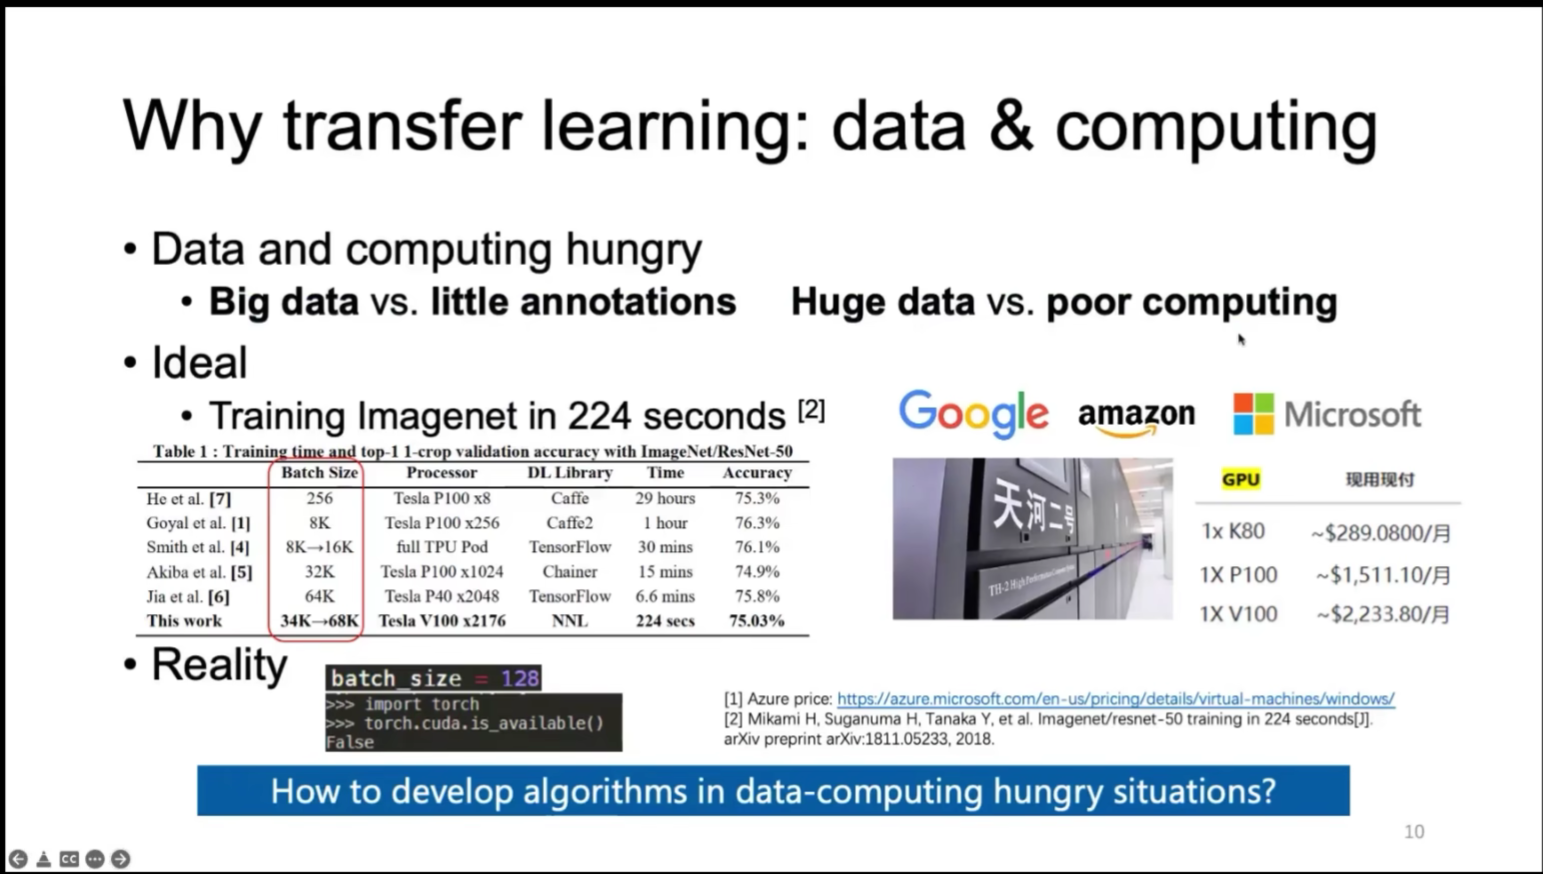 Why transfer learning: data & computing
• Data and computing hungry
• Big data vs. little annotations Huge data vs. poor computing
• Ideal
• Training Imagenet in 224 seconds [2]
Google amazon Microsoft
Table 1 : Training time and top-1 1-crop validation accuracy with ImageNet/ResNet-50
Batch Size Processor DL Library Time Accuracy
He et al. [7] 256 Tesla P100 x8 Caffe 29 hours 75.3%
Goyal et al. [1] 8K Tesla P100 x256 Caffe2 1 hour 76.3%
Smith et al. [4] 8K→16K full TPU Pod TensorFlow 30 mins 76.1%
Akiba et al. [5] 32K Tesla P100 x1024 Chainer 15 mins 74.9%
Jia et al. [6] 64K Tesla P40 x2048 TensorFlow 6.6 mins 75.8%
This work 34K→68K Tesla V100 x2176 NNL 224 secs 75.03%
天河二号
TH-2 High Performance Computer
GPU 现用现付
1x K80 ~$289.0800/月
1X P100 ~$1,511.10/月
1X V100 ~$2,233.80/月
• Reality
batch_size = 128
>>> import torch
>>> torch.cuda.is_available()
False
[1] Azure price: https://azure.microsoft.com/en-us/pricing/details/virtual-machines/windows/
[2] Mikami H, Suganuma H, Tanaka Y, et al. Imagenet/resnet-50 training in 224 seconds[J].
arXiv preprint arXiv:1811.05233, 2018.
How to develop algorithms in data-computing hungry situations?
10
CC